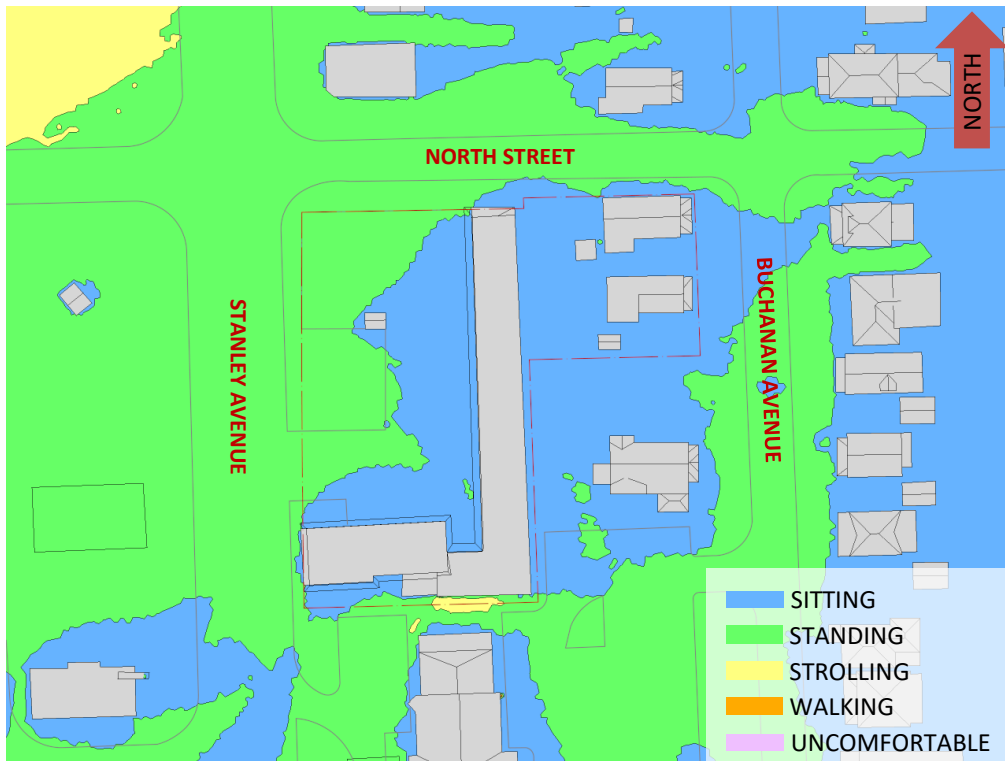 NORTH
NORTH STREET
STANLEY AVENUE
BUCHANAN AVENUE
SITTING
STANDING
STROLLING
WALKING
UNCOMFORTABLE